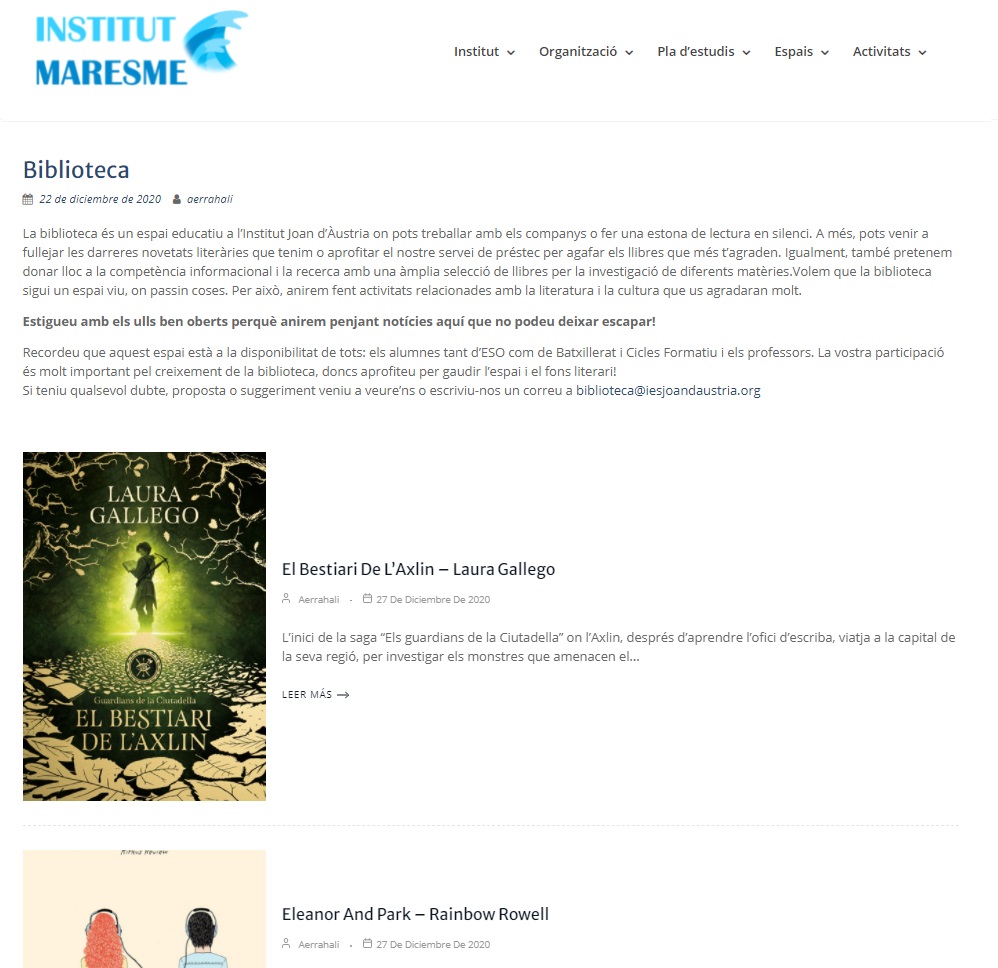 INSTITUT
MARESME
Institut
Organització
Pla d’estudis
Espais
Activitats
Biblioteca
22 de diciembre de 2020 aerrahali
La biblioteca és un espai educatiu a l’Institut Joan d’Àustria on pots treballar amb els companys o fer una estona de lectura en silenci. A més, pots venir a
fullejar les darreres novetats literàries que tenim o aprofitar el nostre servei de préstec per agafar els llibres que més t’agraden. Igualment, també pretenem
donar lloc a la competència informacional i la recerca amb una àmplia selecció de llibres per la investigació de diferents matèries.Volem que la biblioteca
sigui un espai viu, on passin coses. Per això, anirem fent activitats relacionades amb la literatura i la cultura que us agradaran molt.
Estigueu amb els ulls ben oberts perquè anirem penjant notícies aquí que no podeu deixar escapar!
Recordeu que aquest espai està a la disponibilitat de tots: els alumnes tant d’ESO com de Batxillerat i Cicles Formatiu i els professors. La vostra participació
és molt important pel creixement de la biblioteca, doncs aprofiteu per gaudir l’espai i el fons literari!
Si teniu qualsevol dubte, proposta o suggeriment veniu a veure’ns o escriviu-nos un correu a biblioteca@iesjoandaustria.org
LAURA
GALLEGO
Guardians de la Ciutadella
EL BESTIARI
DE L'AXLIN
El Bestiari De L’Axlin – Laura Gallego
Aerrahali - 27 De Diciembre De 2020
L’inici de la saga “Els guardians de la Ciutadella” on l’Axlin, després d’aprendre l’ofici d’escriba, viatja a la capital de
la seva regió, per investigar els monstres que amenacen el…
LEER MÁS →
Kirkus Review
Eleanor And Park – Rainbow Rowell
Aerrahali - 27 De Diciembre De 2020